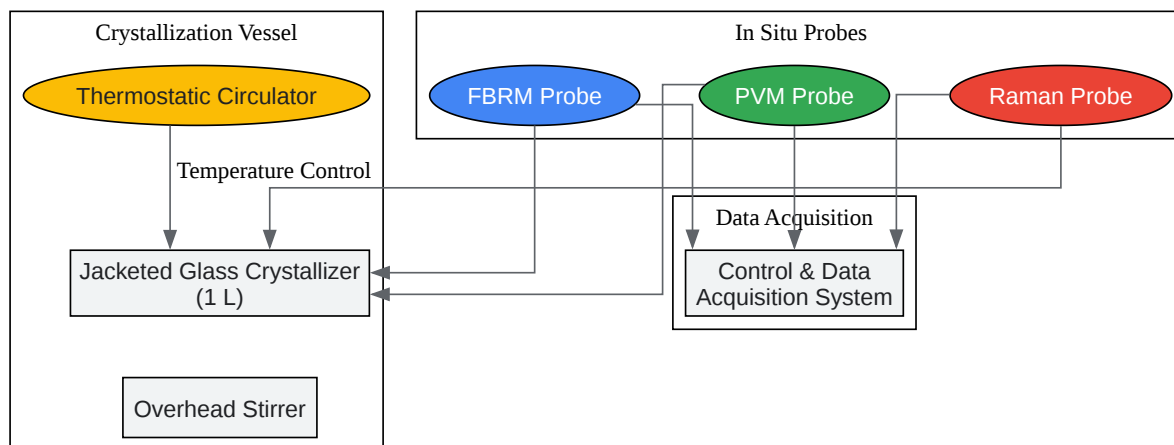 Crystallization Vessel
In Situ Probes
Thermostatic Circulator
FBRM Probe
PVM Probe
Raman Probe
Temperature Control
Data Acquisition
Jacketed Glass Crystallizer
(1 L)
Control & Data
Acquisition System
Overhead Stirrer